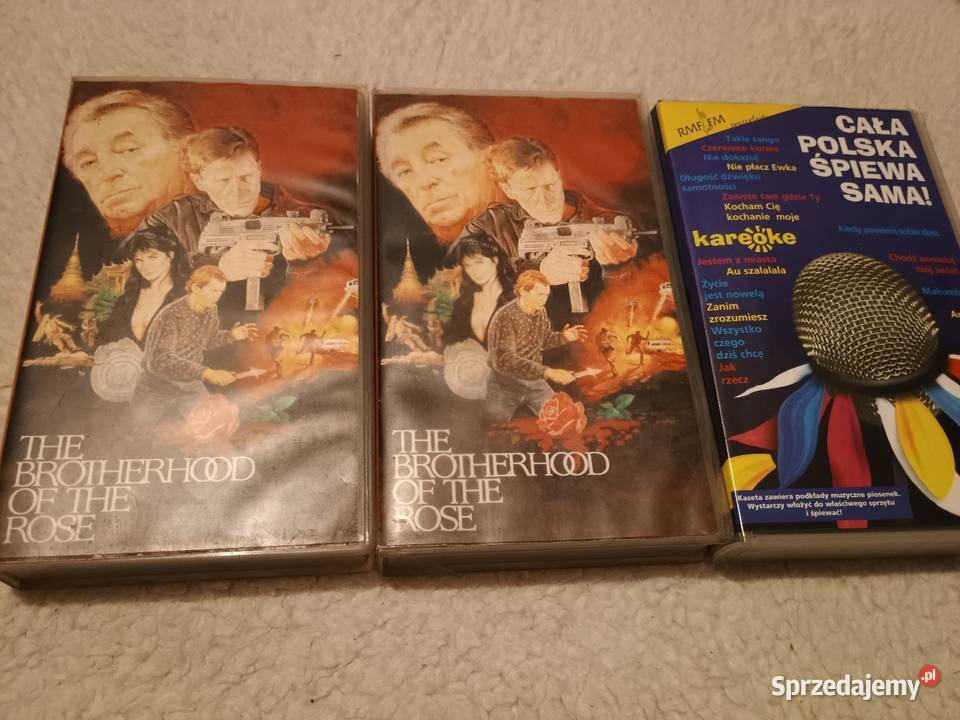 THE
BROTHERHOOD
OF THE
ROSE
THE
BROTHERHOOD
OF THE
ROSE
RMF FM
CAŁA
POLSKA
ŚPIEWA
SAMA!
Takie tango
Czerwone korale
Nie dokazuj
Nie płacz Ewka
Długość dźwięku
samotności
Zawsze tam gdzie Ty
Kocham Cię
kochanie moje
kareoke
Kiedy powiem sobie dość
Jestem z miasta
Au szalalala
Chodź pomaluj
mój świat
Życie
jest nowelą
Zanim
zrozumiesz
Wszystko
czego
dziś chcę
Jak
rzecz
Kaseta zawiera podkłady muzyczne piosenek.
Wystarczy włożyć do właściwego sprzętu
i śpiewać!
Sprzedajemy.pl